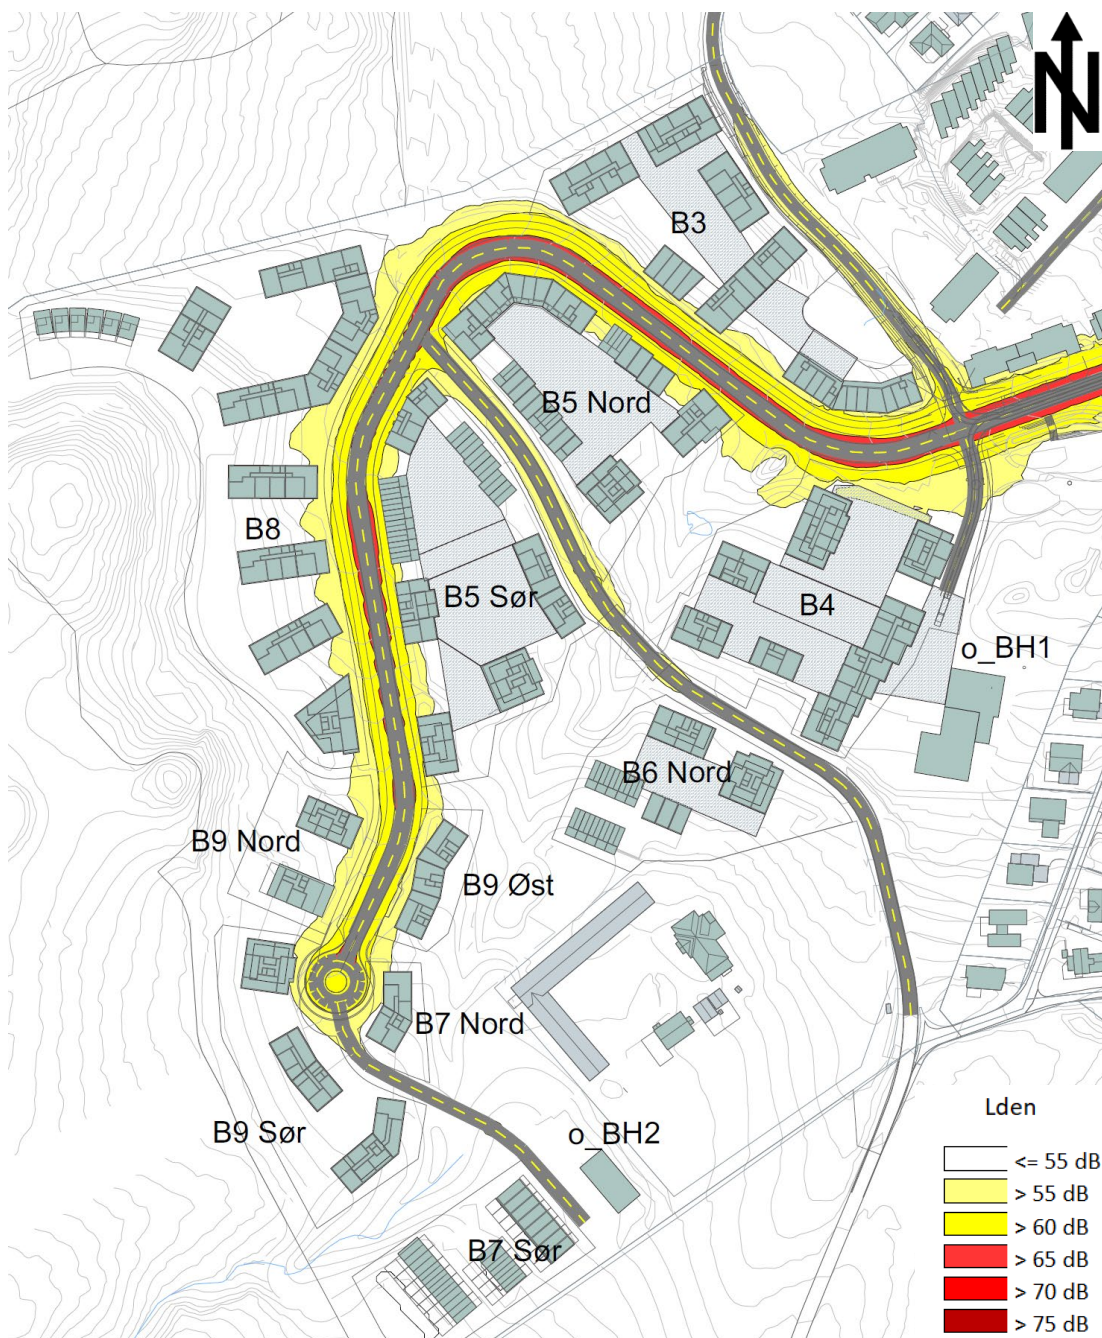 N
B3
B5 Nord
B8
B5 Sør
B4
o_BH1
B6 Nord
B9 Nord
B9 Øst
B7 Nord
B9 Sør
o_BH2
B7 Sør
Lden
<= 55 dB
> 55 dB
> 60 dB
> 65 dB
> 70 dB
> 75 dB